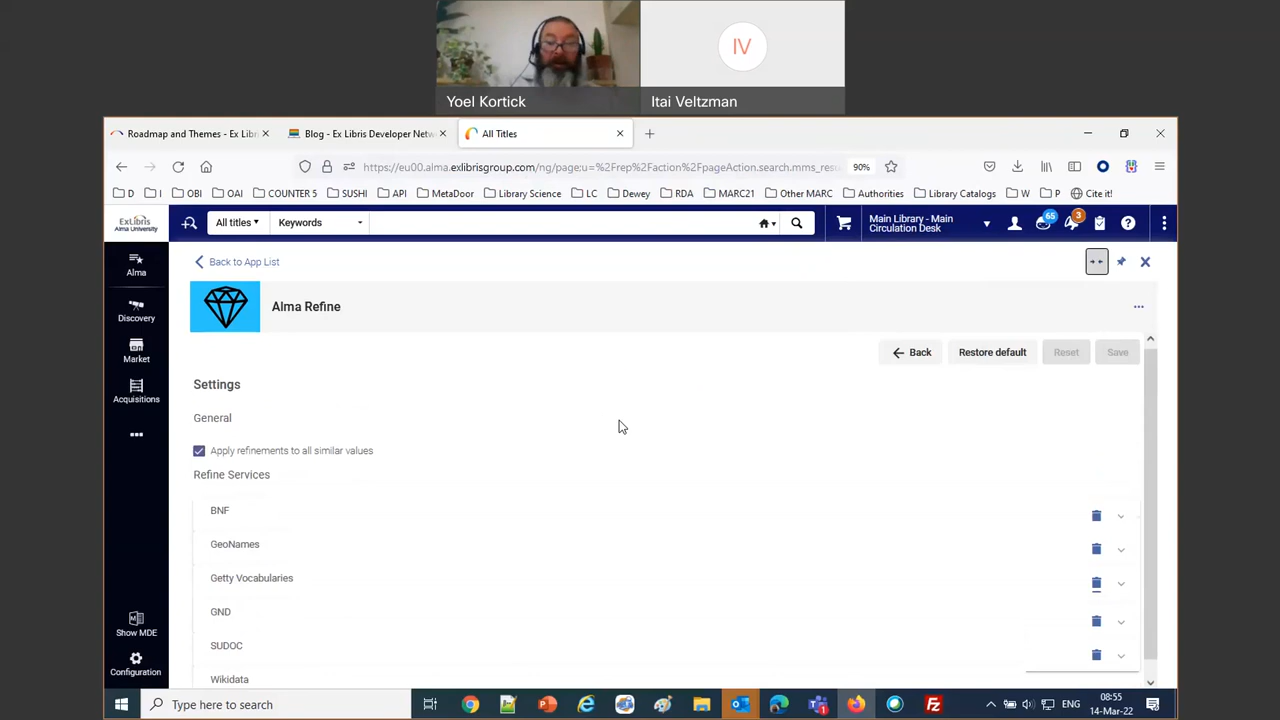 IV
Yoel Kortick
Itai Veltzman
Roadmap and Themes - Ex Libri
Blog - Ex Libris Developer Netw
All Titles
https://eu00.alma.exlibrisgroup.com/ng/page;u=%2Frep%2Faction%2FpageAction.search.mms_resu
90%
D
I
OBI
OAI
COUNTER 5
SUSHI
API
MetaDoor
Library Science
LC
Dewey
RDA
MARC21
Other MARC
Authorities
Library Catalogs
W
P
Cite it!
ExLibris
Alma University
All titles
Keywords
Main Library - Main
Circulation Desk
65
3
Alma
Discovery
Market
Acquisitions
Show MDE
Configuration
Back to App List
Alma Refine
Back
Restore default
Reset
Save
Settings
General
Apply refinements to all similar values
Refine Services
BNF
GeoNames
Getty Vocabularies
GND
SUDOC
Wikidata
Type here to search
ENG
08:55
14-Mar-22